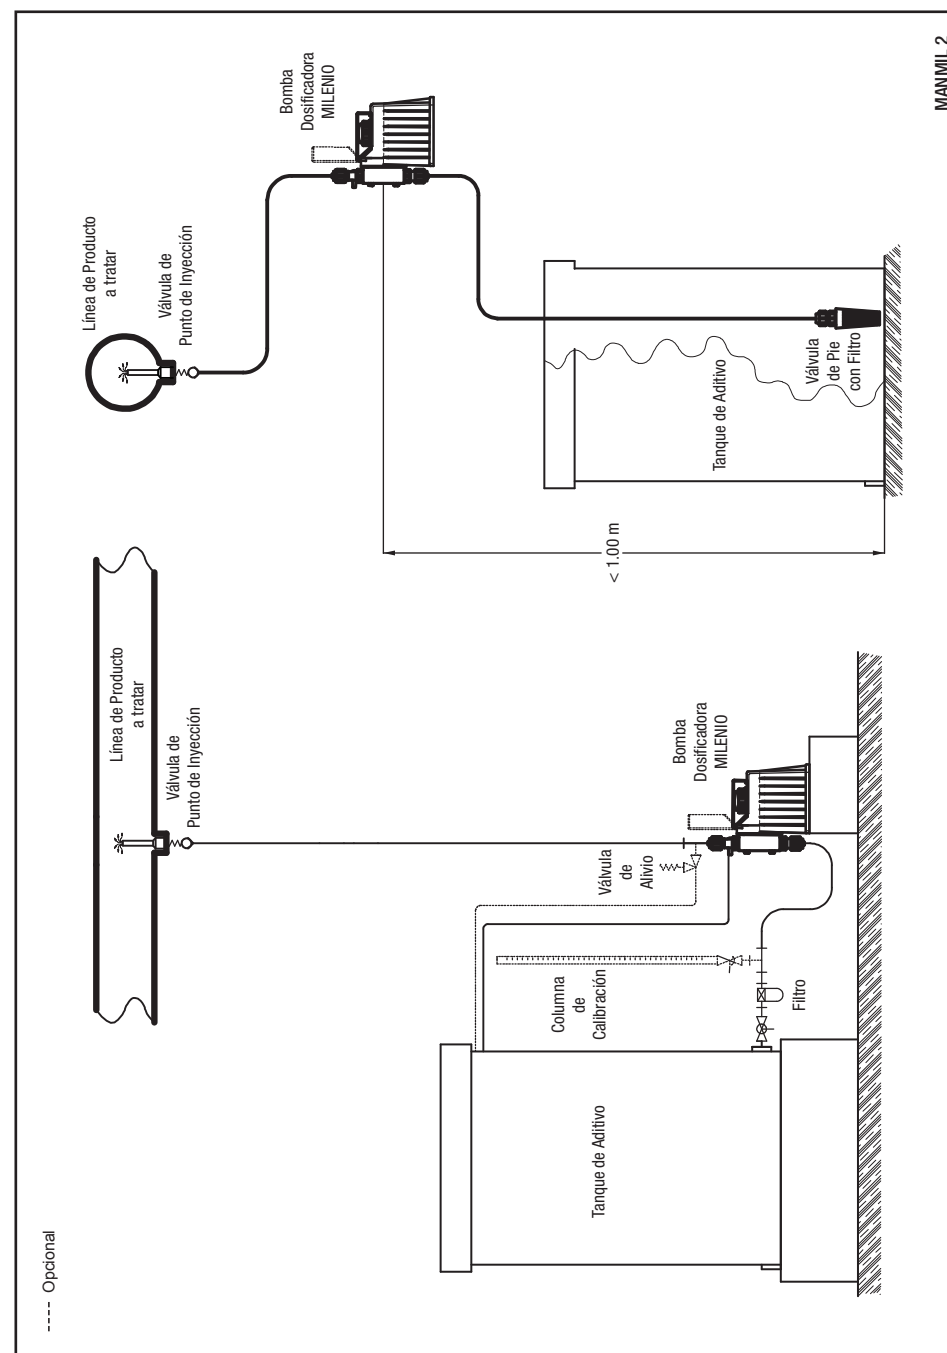 ---- Opcional
Línea de Producto
a tratar
Válvula de
Punto de Inyección
Bomba
Dosificadora
MILENIO
Válvula
de
Alivio
Columna
de
Calibración
Filtro
Tanque de Aditivo
Línea de Producto
a tratar
Válvula de
Punto de Inyección
Bomba
Dosificadora
MILENIO
< 1.00 m
Tanque de Aditivo
Válvula
de Pie
con Filtro
MANMIL 2